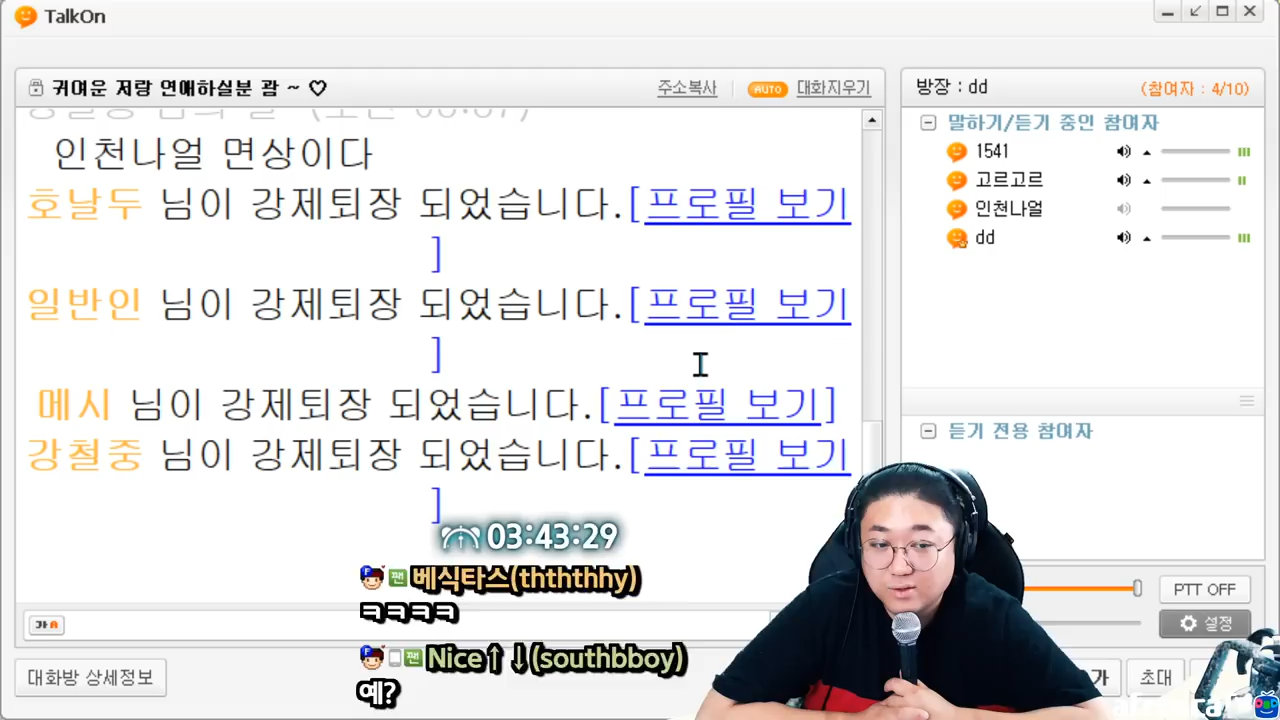 TalkOn
귀여운 저랑 연애하실분 괌 ~ ♡
주소복사
AUTO
대화지우기
인천나얼 면상이다
호날두 님이 강제퇴장 되었습니다.[프로필 보기
]
일반인 님이 강제퇴장 되었습니다.[프로필 보기
]
메시 님이 강제퇴장 되었습니다.[프로필 보기]
강철중 님이 강제퇴장 되었습니다.[프로필 보기
]
03:43:29
팬 베식타스(thththhy)
ㅋㅋㅋㅋ
팬 Nice↑↓(southbboy)
예?
가A
대화방 상세정보
방장 : dd
(참여자 : 4/10)
말하기/듣기 중인 참여자
1541
고르고르
인천나얼
dd
듣기 전용 참여자
PTT OFF
설정
가
초대